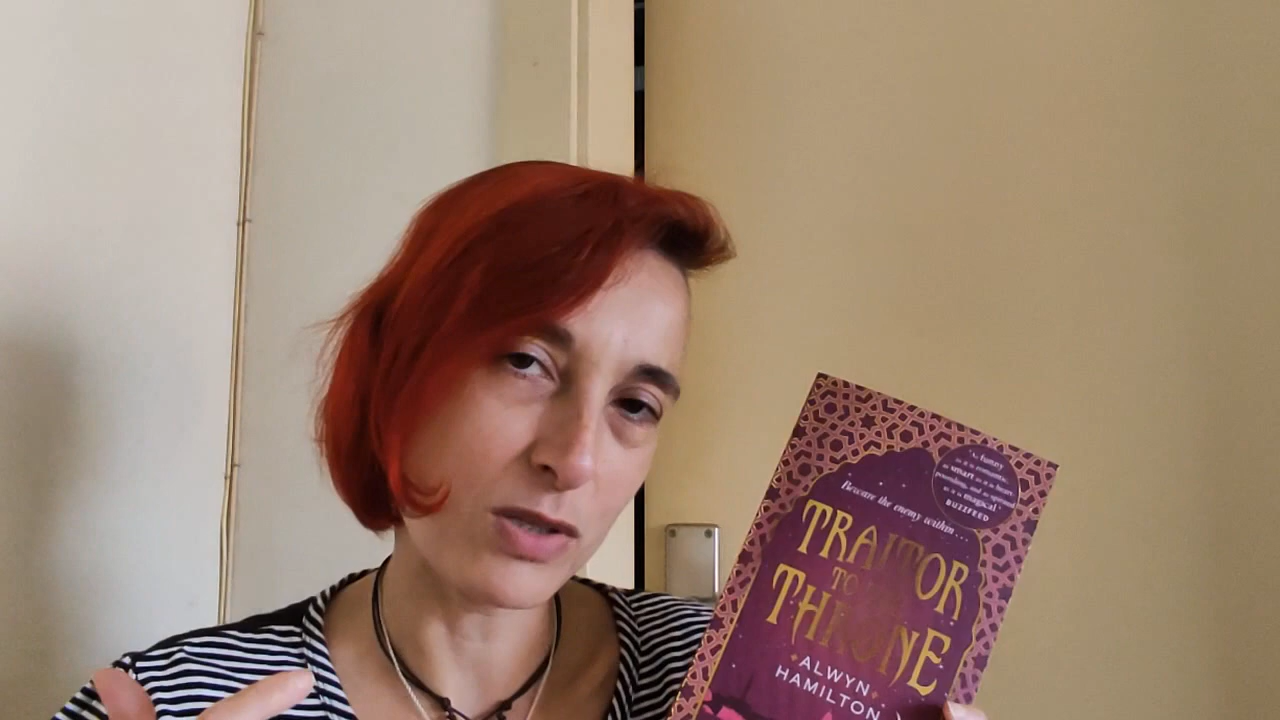 'As funny
as it is romantic,
as smart as it is heart-
pounding, and as spirited
as it is magical'
BUZZFEED
Beware the enemy within ...
TRAITOR
TO THE
THRONE
ALWYN
HAMILTON